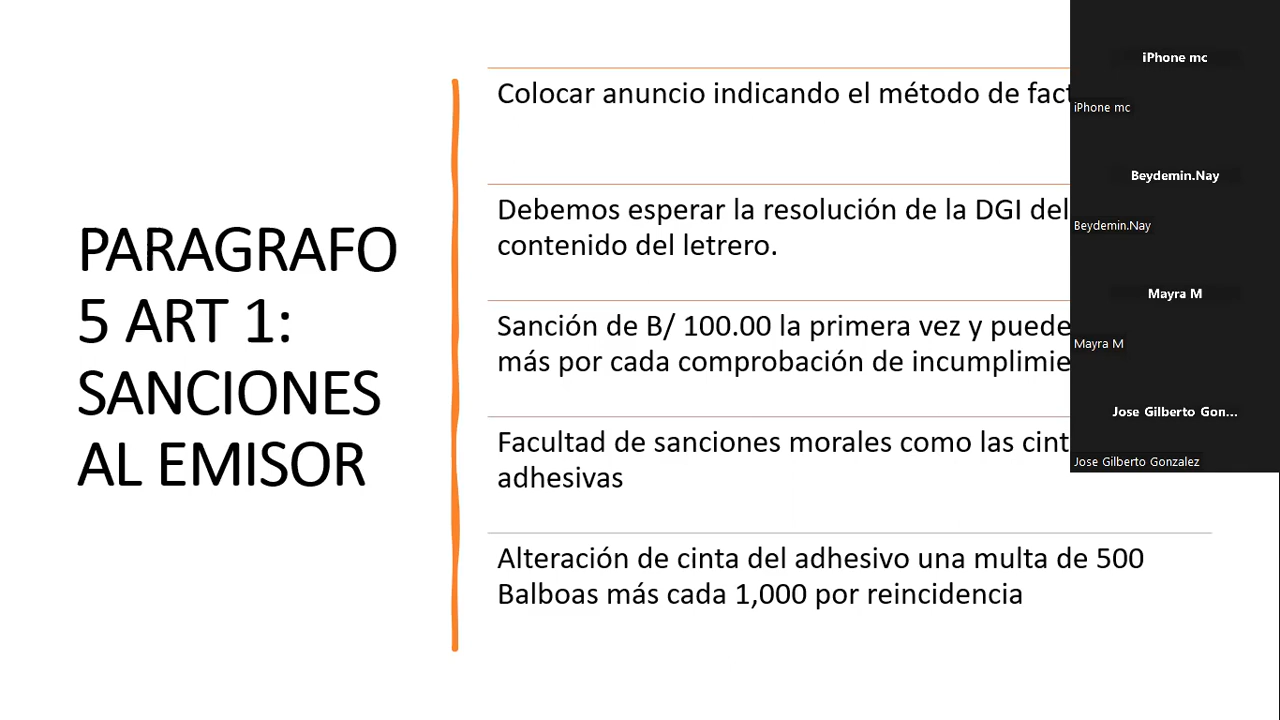 PARAGRAFO
5 ART 1:
SANCIONES
AL EMISOR
Colocar anuncio indicando el método de
Debemos esperar la resolución de la DGI del
contenido del letrero.
Sanción de B/ 100.00 la primera vez y puede
más por cada comprobación de
Facultad de sanciones morales como las
adhesivas
Alteración de cinta del adhesivo una multa de 500
Balboas más cada 1,000 por reincidencia
iPhone mc
iPhone mc
Beydemin.Nay
Beydemin.Nay
Mayra M
Mayra M
Jose Gilberto Gon...
Jose Gilberto Gonzalez